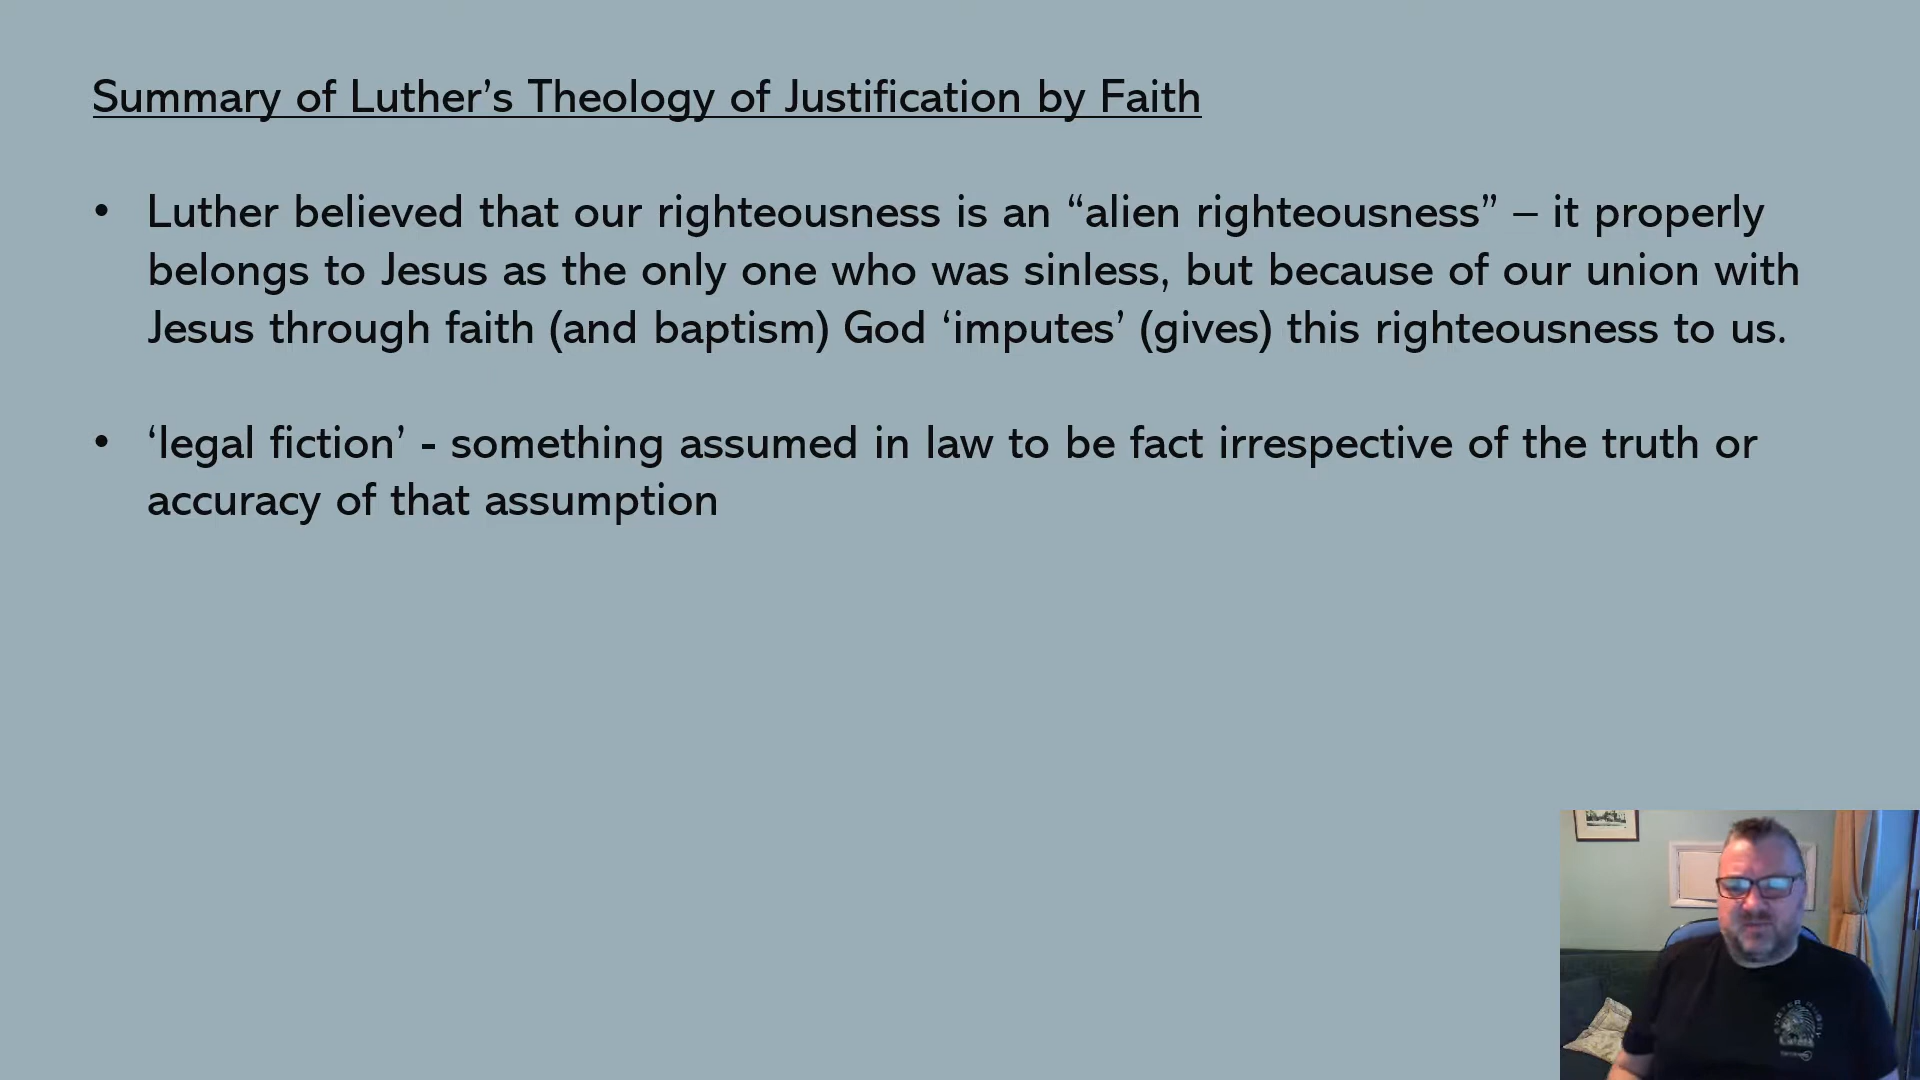 Summary of Luther’s Theology of Justification by Faith
• Luther believed that our righteousness is an “alien righteousness” – it properly
belongs to Jesus as the only one who was sinless, but because of our union with
Jesus through faith (and baptism) God ‘imputes’ (gives) this righteousness to us.
• ‘legal fiction’ - something assumed in law to be fact irrespective of the truth or
accuracy of that assumption